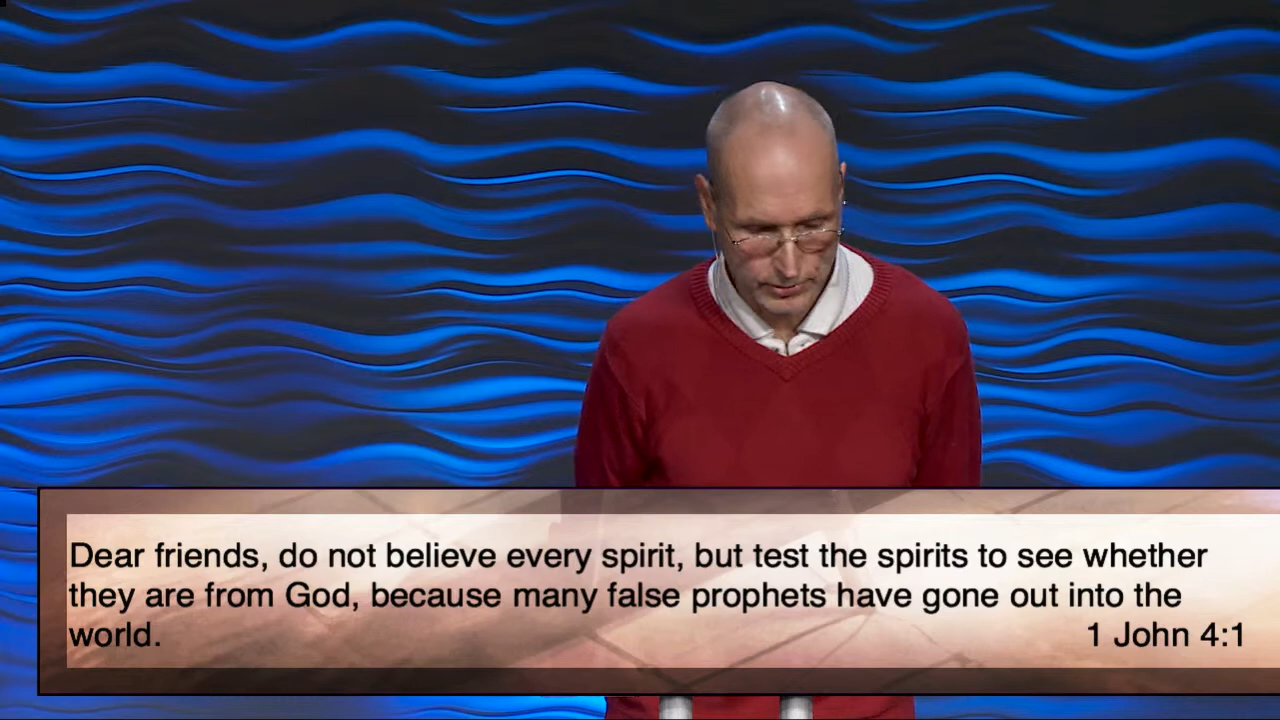 Dear friends, do not believe every spirit, but test the spirits to see whether
they are from God, because many false prophets have gone out into the
world.
1 John 4:1